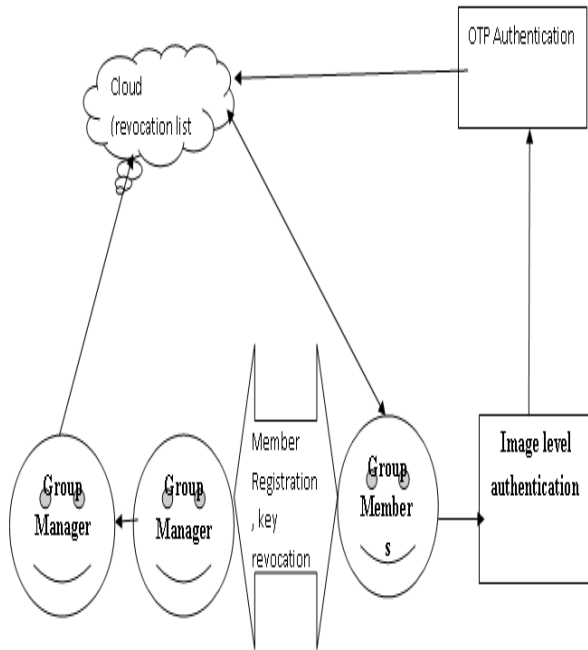 OTP Authentication
Cloud
(revocation list
Member
Registration
, key
revocation
Group
Manager
Group
Manager
Group
Member
s
Image level
authentication